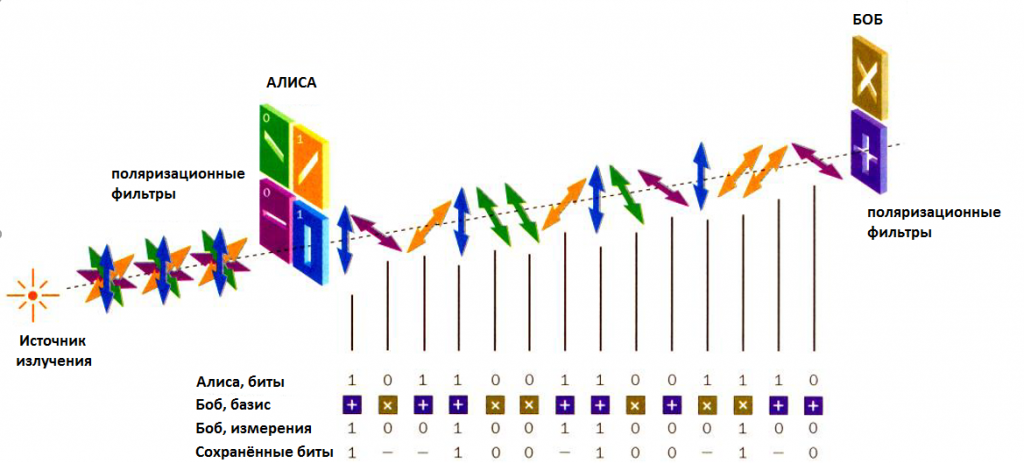 БОБ
АЛИСА
0
1
0
1
поляризационные
фильтры
поляризационные
фильтры
Источник
излучения
Алиса, биты 1 0 1 1 0 0 1 1 0 0 1 1 1 0
Боб, базис + × + + × × + + × + × × + +
Боб, измерения 1 0 0 1 0 0 1 1 0 0 0 1 0 0
Сохранённые биты 1 – – 1 0 0 – 1 0 0 – 1 – 0